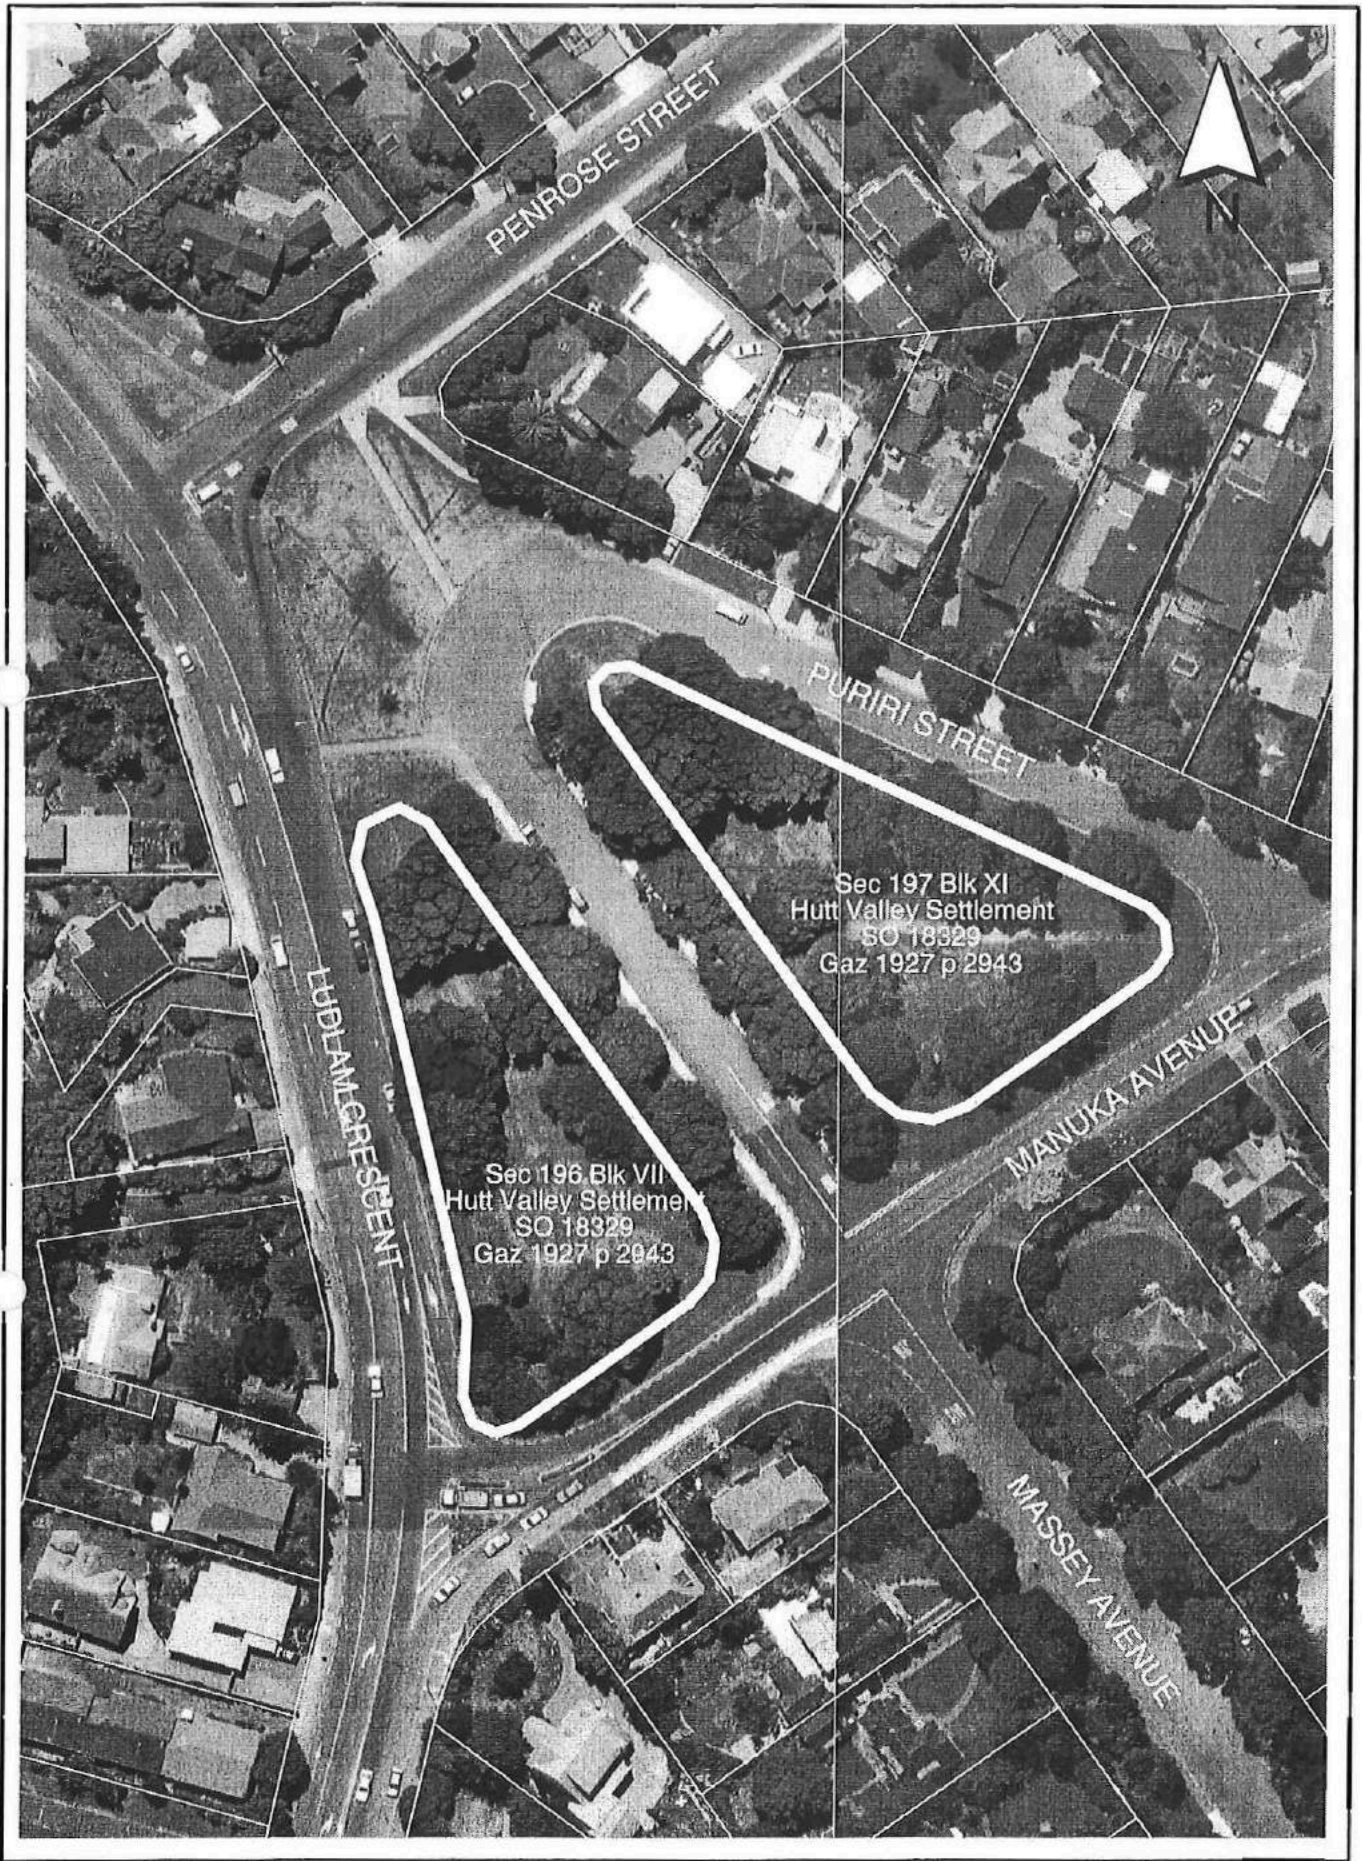 PENROSE STREET
N
PURIRI STREET
Sec 197 Blk XI
Hutt Valley Settlement
SO 18329
Gaz 1927 p 2943
LUDLAM CRESCENT
MANUKA AVENUE
Sec 196 Blk VII
Hutt Valley Settlement
SO 18329
Gaz 1927 p 2943
MASSEY AVENUE